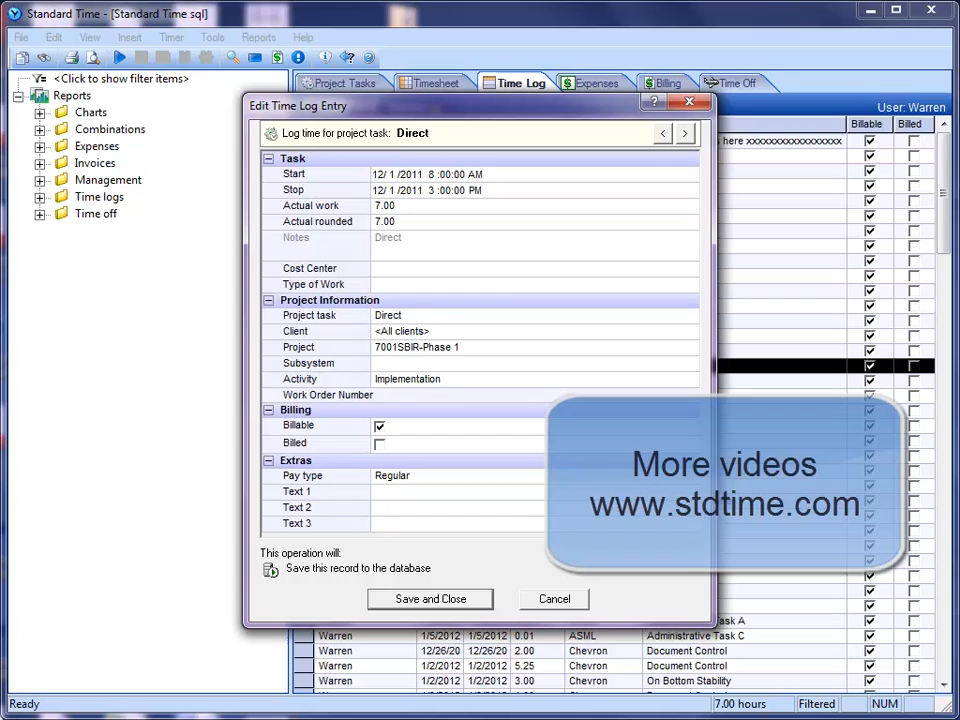 Standard Time - [Standard Time sql]
File Edit View Insert Timer Tools Reports Help
<Click to show filter items>
Reports
Charts
Combinations
Expenses
Invoices
Management
Time logs
Time off
Project Tasks Timesheet Time Log Expenses Billing Time Off
User: Warren
Billable Billed
here xxxxxxxxxxxxxxxxx
Edit Time Log Entry
Log time for project task: Direct
Task
Start 12/ 1 /2011 8 :00:00 AM
Stop 12/ 1 /2011 3 :00:00 PM
Actual work 7.00
Actual rounded 7.00
Notes Direct
Cost Center
Type of Work
Project Information
Project task Direct
Client <All clients>
Project 7001SBIR-Phase 1
Subsystem
Activity Implementation
Work Order Number
Billing
Billable
Billed
Extras
Pay type Regular
Text 1
Text 2
Text 3
This operation will:
Save this record to the database
Save and Close Cancel
More videos
www.stdtime.com
k A
Warren 1/5/2012 1/5/2012 0.01 ASML Administrative Task C
Warren 12/26/20 12/26/20 2.00 Chevron Document Control
Warren 1/2/2012 1/2/2012 5.25 Chevron Document Control
Warren 1/2/2012 1/2/2012 6.00 Chevron On Bottom Stability
Ready 7.00 hours Filtered NUM